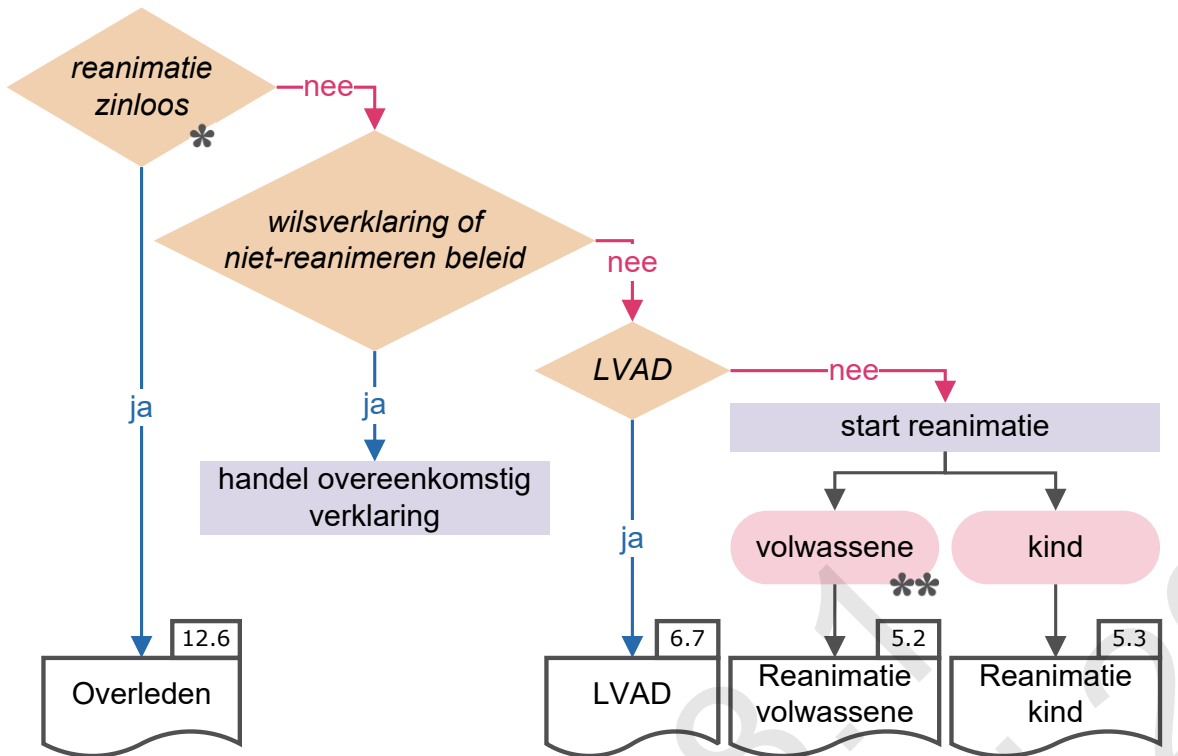 reanimatie
zinloos
*
nee
wilsverklaring of
niet-reanimeren beleid
nee
LVAD
nee
ja
ja
start reanimatie
handel overeenkomstig
verklaring
ja
volwassene
**
kind
12.6
Overleden
6.7
LVAD
5.2
Reanimatie
volwassene
5.3
Reanimatie
kind